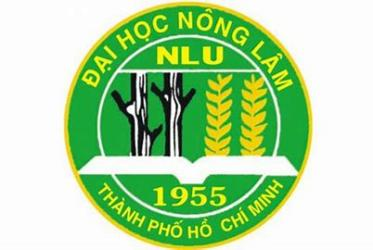 ĐẠI HỌC NÔNG LÂM
NLU
1955
THÀNH PHỐ HỒ CHÍ MINH